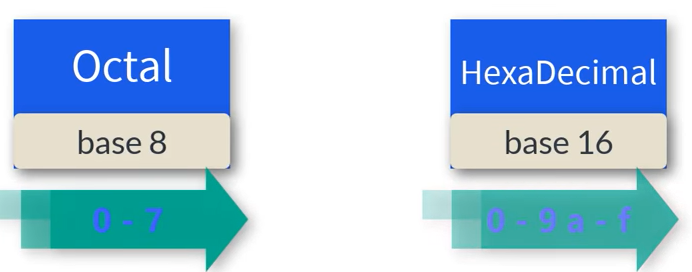 Octal
base 8
0 - 7
HexaDecimal
base 16
0 - 9 a - f